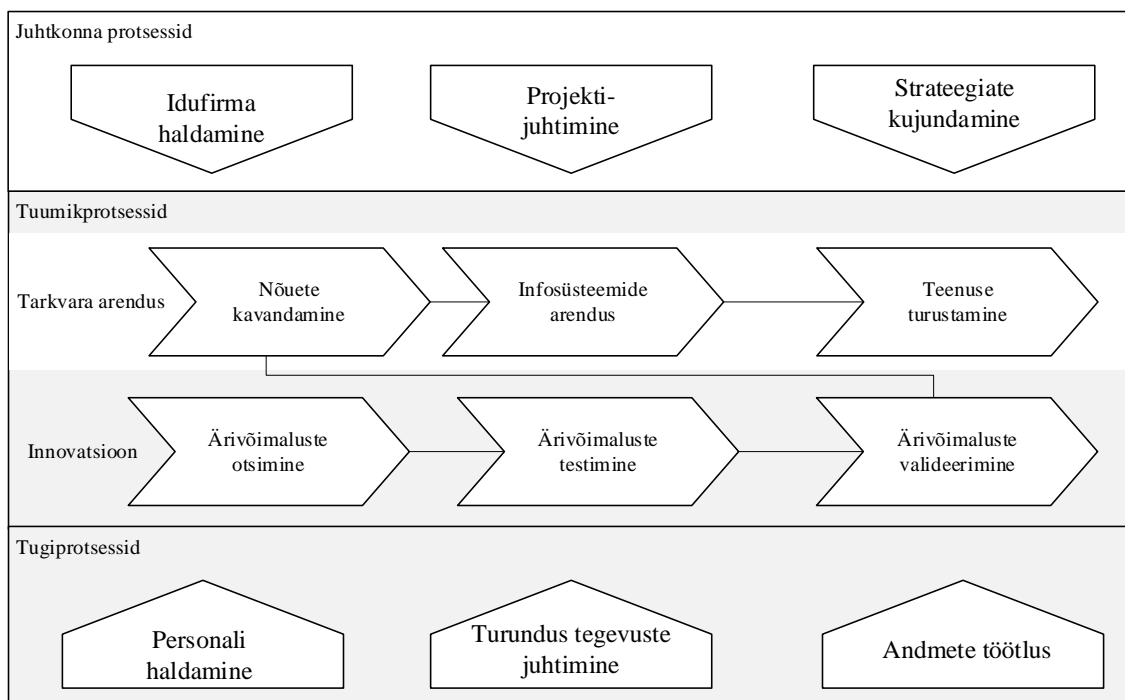 Juhtkonna protsessid
Idufirma
haldamine
Projekti-
juhtimine
Strateegiate
kujundamine
Tuumikprotsessid
Tarkvara arendus
Nõuete
kavandamine
Infosüsteemide
arendus
Teenuse
turustamine
Innovatsioon
Ärivõimaluste
otsimine
Ärivõimaluste
testimine
Ärivõimaluste
valideerimine
Tugiprotsessid
Personali
haldamine
Turundus tegevuste
juhtimine
Andmete töötlus